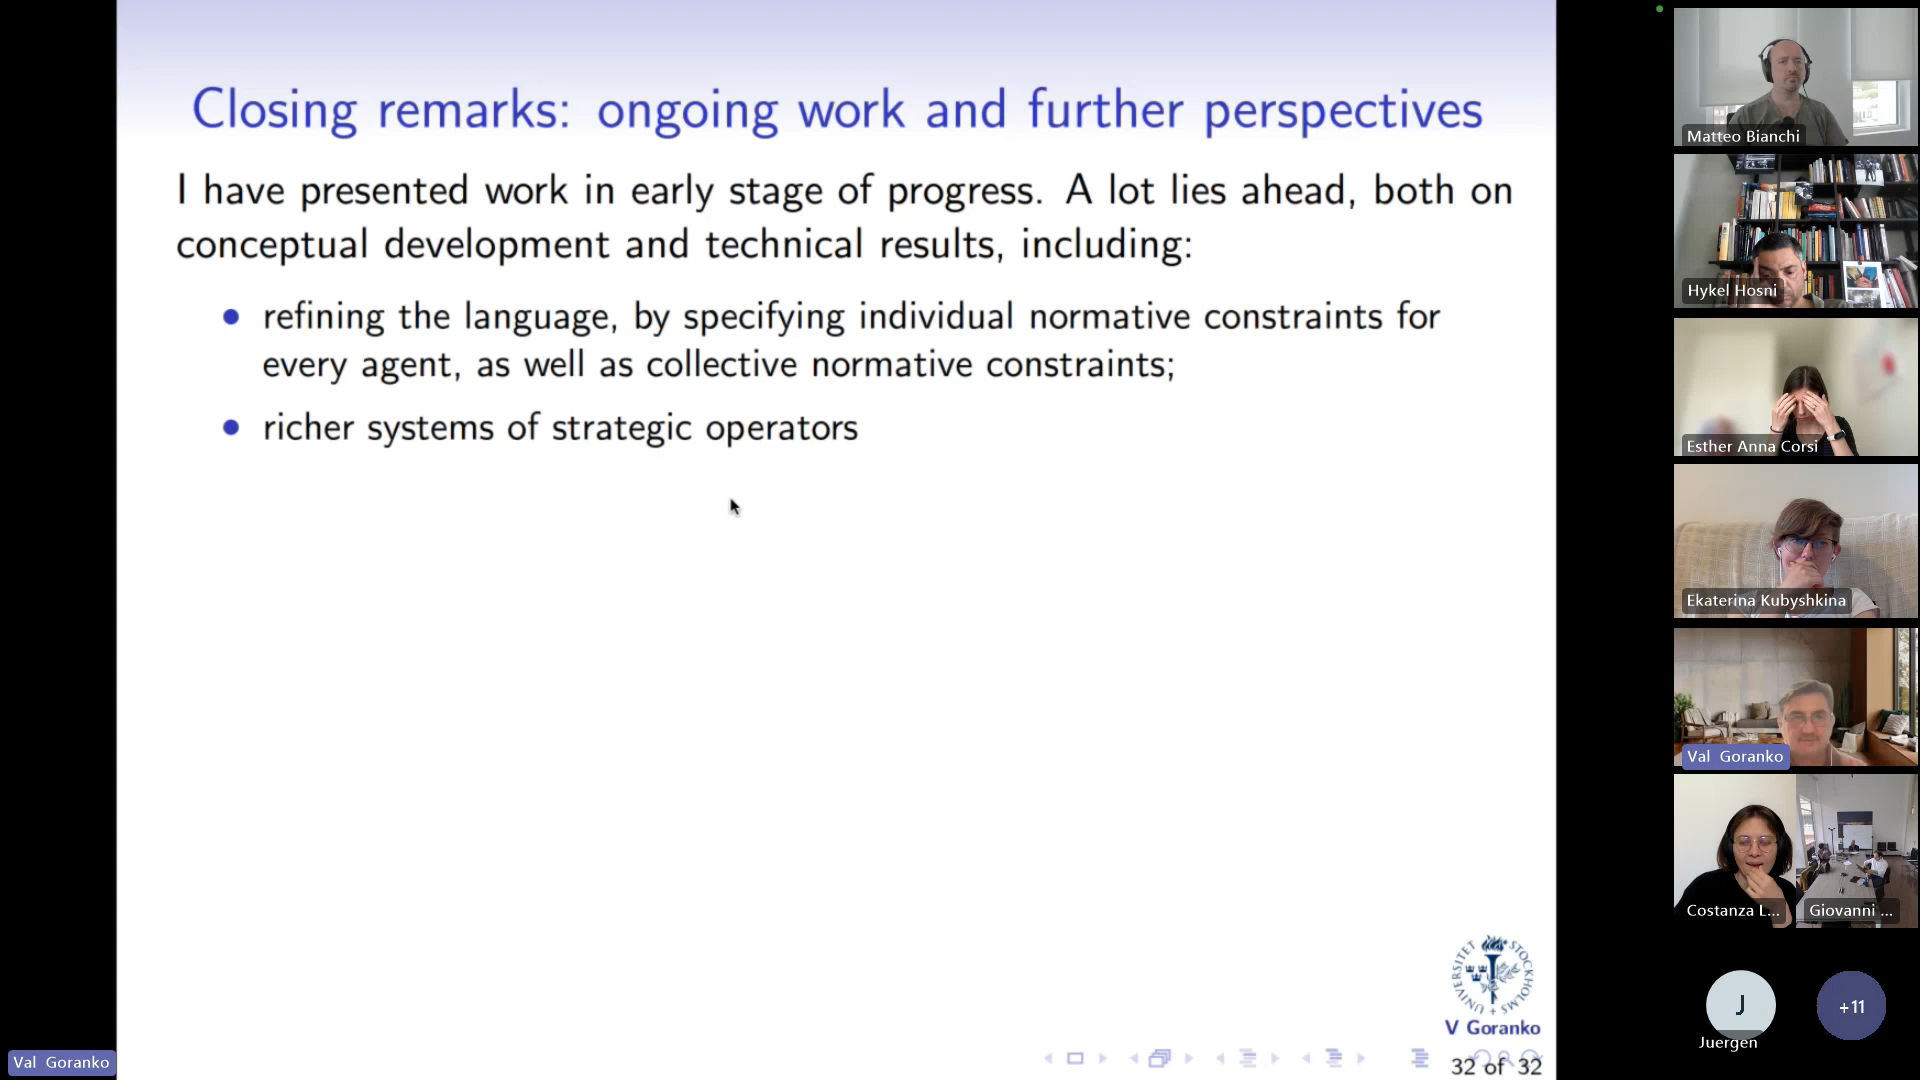 Closing remarks: ongoing work and further perspectives
I have presented work in early stage of progress. A lot lies ahead, both on
conceptual development and technical results, including:
• refining the language, by specifying individual normative constraints for
every agent, as well as collective normative constraints;
• richer systems of strategic operators
STOCKHOLMS UNIVERSITET
V Goranko
32 of 32
Val Goranko
Matteo Bianchi
Hykel Hosni
Esther Anna Corsi
Ekaterina Kubyshkina
Val Goranko
Costanza L...
Giovanni ...
J
+11
Juergen